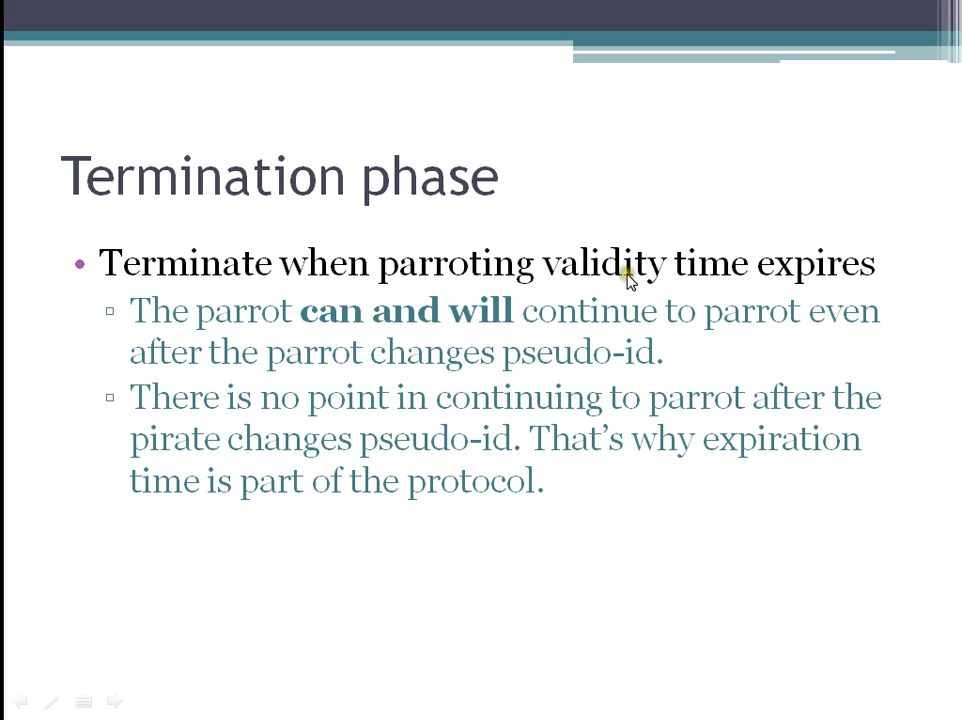 Termination phase
• Terminate when parroting validity time expires
▫ The parrot can and will continue to parrot even
after the parrot changes pseudo-id.
▫ There is no point in continuing to parrot after the
pirate changes pseudo-id. That’s why expiration
time is part of the protocol.